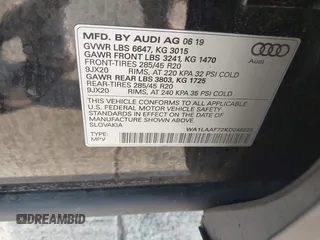 MFD. BY AUDI AG 06 19
GVWR LBS 6647, KG 3015
GAWR FRONT LBS 3241, KG 1470
FRONT-TIRES 285/45 R20
9JX20 RIMS, AT 220 KPA 32 PSI COLD
GAWR REAR LBS 3803, KG 1725
REAR-TIRES 285/45 R20
9JX20 RIMS, AT 240 KPA 35 PSI COLD
THIS VEHICLE CONFORMS TO ALL APPLICABLE
FEDERAL MOTOR VEHICLE SAFETY
STANDARDS IN EFFECT ON THE DATE OF
MANUFACTURE SHOWN ABOVE.
SLOVAKIA
TYPE:
MPV
Audi
DREAMBID